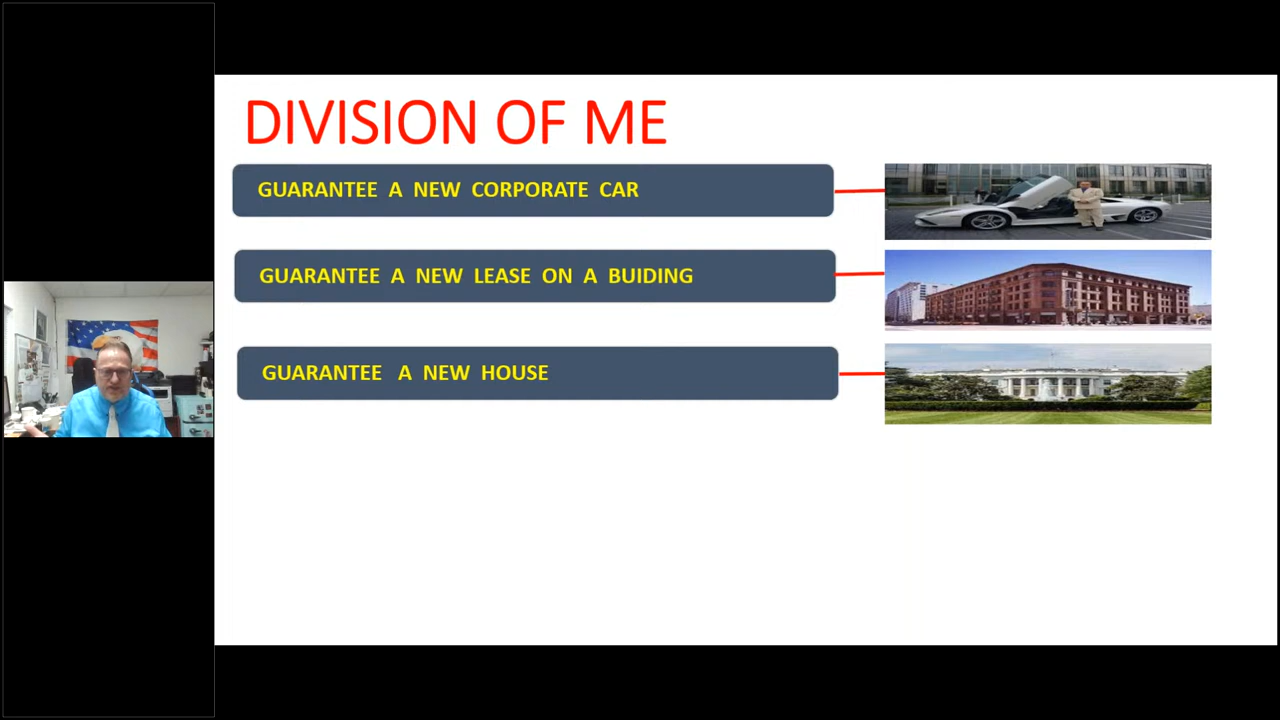 DIVISION OF ME
GUARANTEE A NEW CORPORATE CAR
GUARANTEE A NEW LEASE ON A BUIDING
GUARANTEE A NEW HOUSE